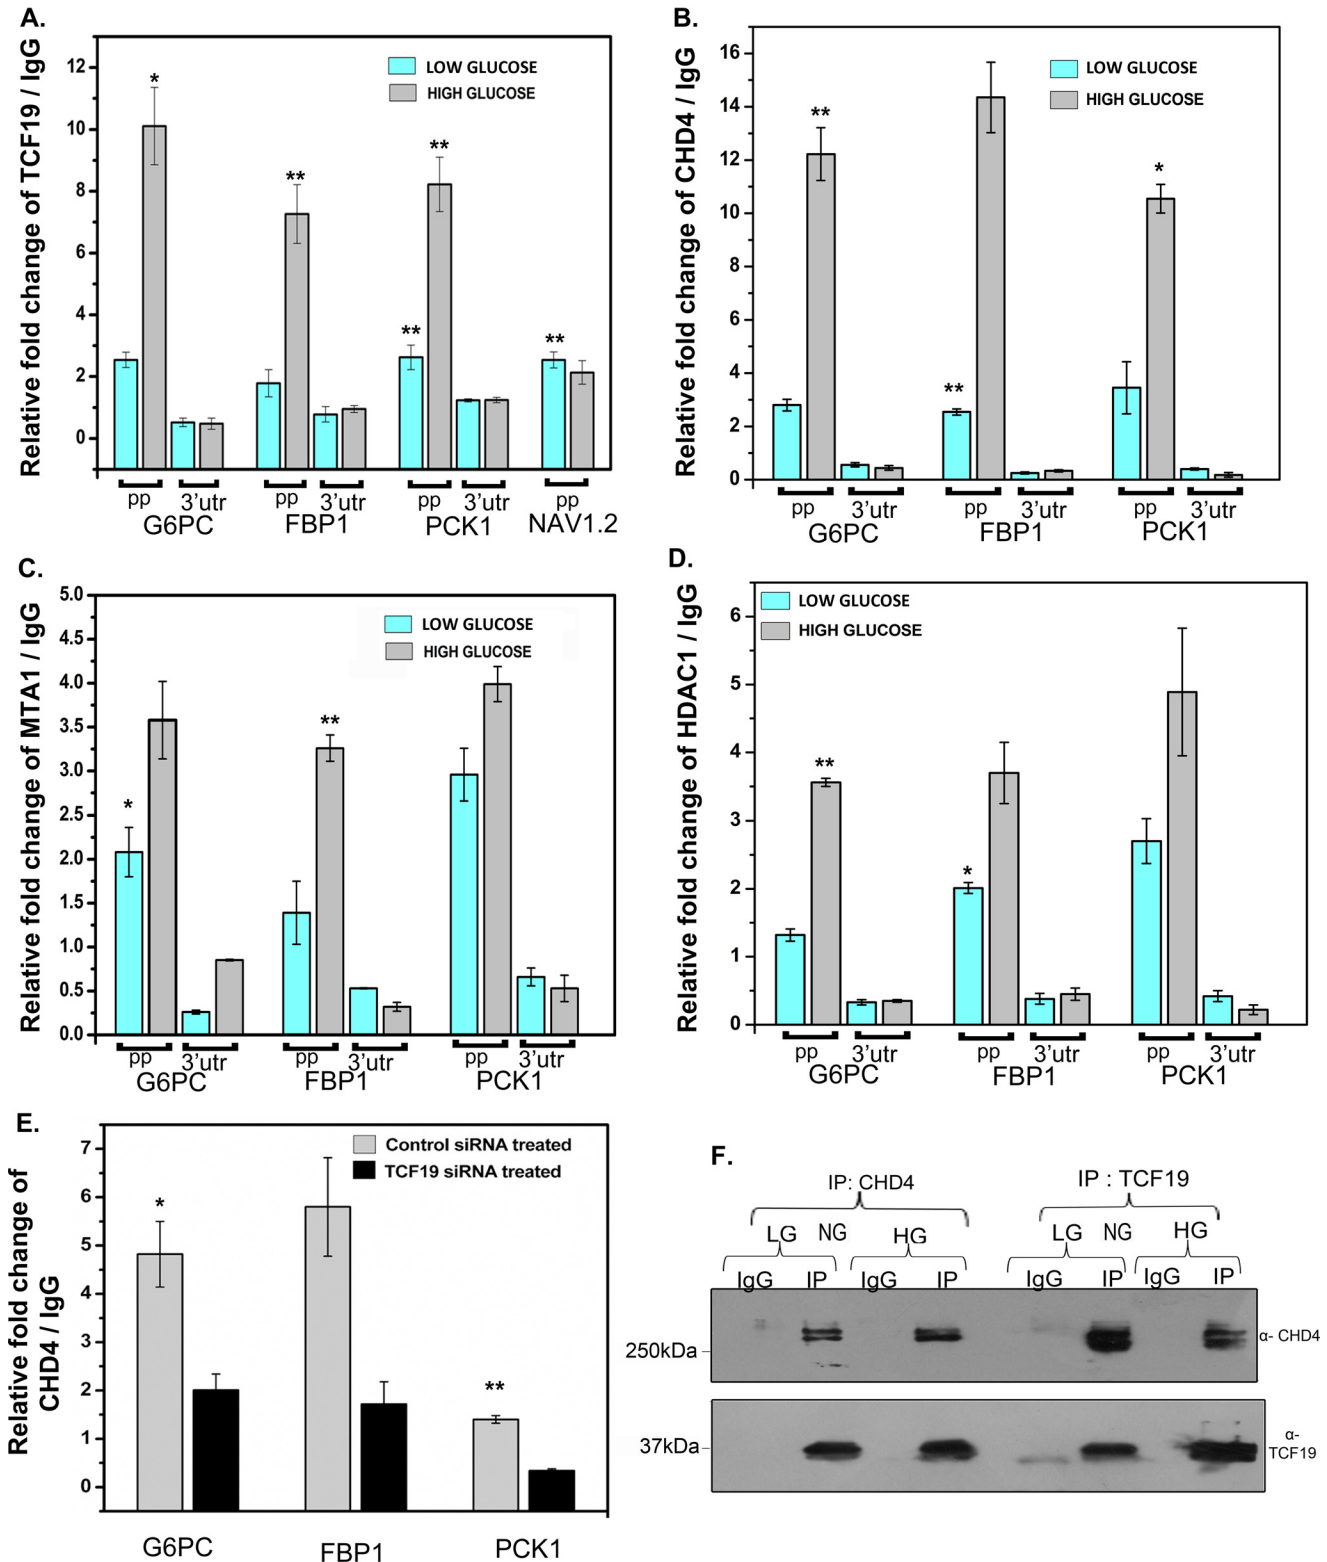 A.
Relative fold change of TCF19 / IgG
12
10
8
6
4
2
0
LOW GLUCOSE
HIGH GLUCOSE
*
**
**
**
**
pp 3'utr pp 3'utr pp 3'utr pp
G6PC FBP1 PCK1 NAV1.2
B.
Relative fold change of CHD4 / IgG
16
14
12
10
8
6
4
2
0
LOW GLUCOSE
HIGH GLUCOSE
**
**
*
pp 3'utr pp 3'utr pp 3'utr
G6PC FBP1 PCK1
C.
Relative fold change of MTA1 / IgG
5.0
4.5
4.0
3.5
3.0
2.5
2.0
1.5
1.0
0.5
0.0
LOW GLUCOSE
HIGH GLUCOSE
*
**
pp 3'utr pp 3'utr pp 3'utr
G6PC FBP1 PCK1
D.
Relative fold change of HDAC1 / IgG
6
5
4
3
2
1
0
LOW GLUCOSE
HIGH GLUCOSE
**
*
pp 3'utr pp 3'utr pp 3'utr
G6PC FBP1 PCK1
E.
Relative fold change of
CHD4 / IgG
7
6
5
4
3
2
1
0
Control siRNA treated
TCF19 siRNA treated
*
**
G6PC FBP1 PCK1
F.
IP: CHD4 IP : TCF19
LG NG HG LG NG HG
IgG IP IgG IP IgG IP IgG IP
250kDa
α- CHD4
37kDa
α-
TCF19